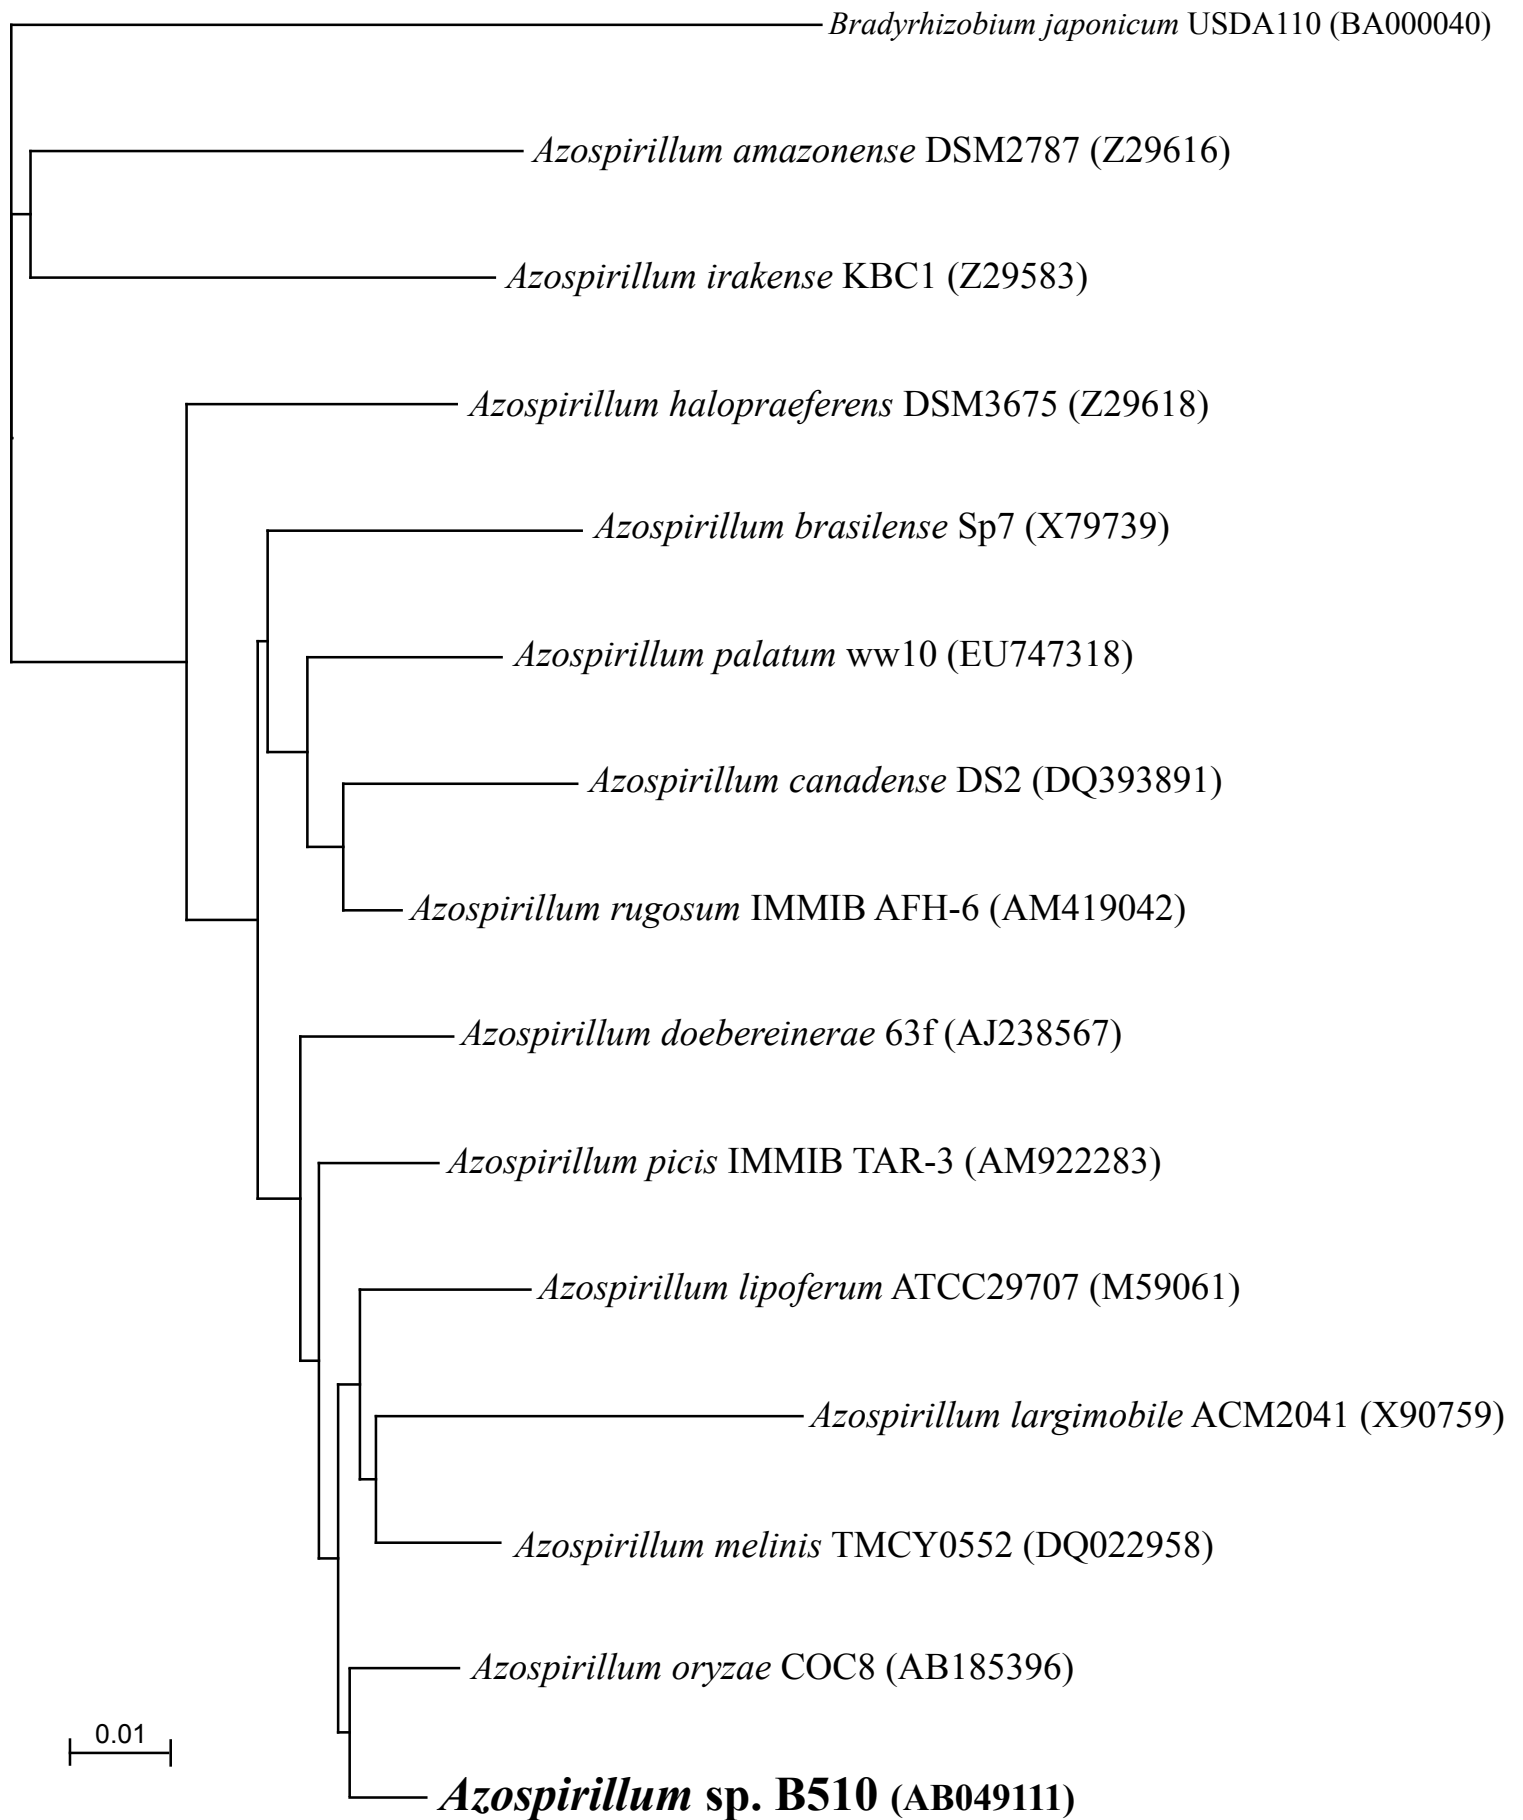 Bradyrhizobium japonicum USDA110 (BA000040)
Azospirillum amazonense DSM2787 (Z29616)
Azospirillum irakense KBC1 (Z29583)
Azospirillum halopraeferens DSM3675 (Z29618)
Azospirillum brasilense Sp7 (X79739)
Azospirillum palatum ww10 (EU747318)
Azospirillum canadense DS2 (DQ393891)
Azospirillum rugosum IMMIB AFH-6 (AM419042)
Azospirillum doebereinerae 63f (AJ238567)
Azospirillum picis IMMIB TAR-3 (AM922283)
Azospirillum lipoferum ATCC29707 (M59061)
Azospirillum largimobile ACM2041 (X90759)
Azospirillum melinis TMCY0552 (DQ022958)
Azospirillum oryzae COC8 (AB185396)
0.01
Azospirillum sp. B510 (AB049111)